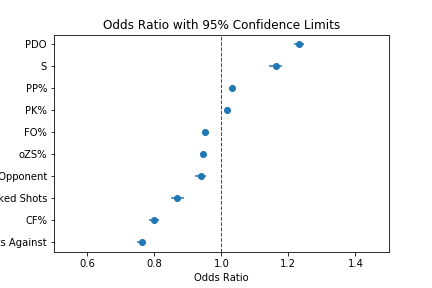 Odds Ratio with 95% Confidence Limits
PDO
S
PP%
PK%
FO%
oZS%
Opponent
ked Shots
CF%
s Against
0.6 0.8 1.0 1.2 1.4
Odds Ratio